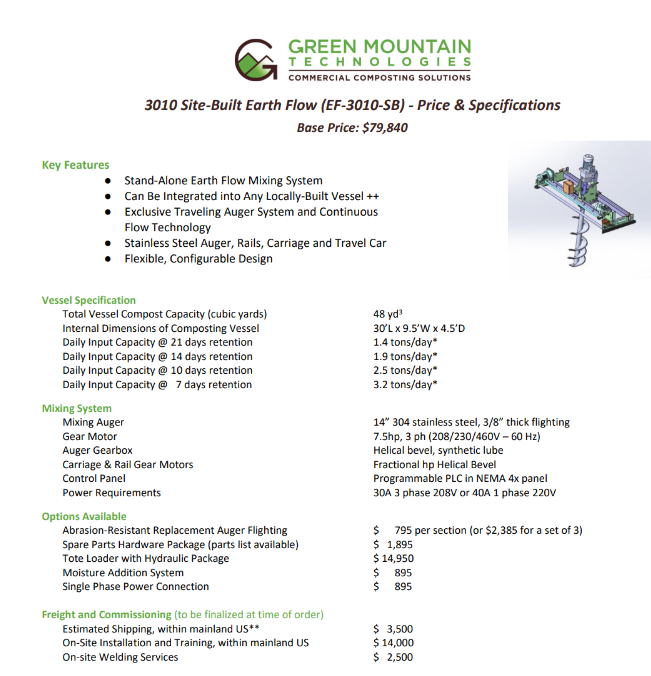 GREEN MOUNTAIN
TECHNOLOGIES
COMMERCIAL COMPOSTING SOLUTIONS
3010 Site-Built Earth Flow (EF-3010-SB) - Price & Specifications
Base Price: $79,840
Key Features
● Stand-Alone Earth Flow Mixing System
● Can Be Integrated into Any Locally-Built Vessel ++
● Exclusive Traveling Auger System and Continuous
Flow Technology
● Stainless Steel Auger, Rails, Carriage and Travel Car
● Flexible, Configurable Design
Vessel Specification
Total Vessel Compost Capacity (cubic yards) 48 yd³
Internal Dimensions of Composting Vessel 30'L x 9.5'W x 4.5'D
Daily Input Capacity @ 21 days retention 1.4 tons/day*
Daily Input Capacity @ 14 days retention 1.9 tons/day*
Daily Input Capacity @ 10 days retention 2.5 tons/day*
Daily Input Capacity @ 7 days retention 3.2 tons/day*
Mixing System
Mixing Auger 14" 304 stainless steel, 3/8" thick flighting
Gear Motor 7.5hp, 3 ph (208/230/460V – 60 Hz)
Auger Gearbox Helical bevel, synthetic lube
Carriage & Rail Gear Motors Fractional hp Helical Bevel
Control Panel Programmable PLC in NEMA 4x panel
Power Requirements 30A 3 phase 208V or 40A 1 phase 220V
Options Available
Abrasion-Resistant Replacement Auger Flighting $ 795 per section (or $2,385 for a set of 3)
Spare Parts Hardware Package (parts list available) $ 1,895
Tote Loader with Hydraulic Package $ 14,950
Moisture Addition System $ 895
Single Phase Power Connection $ 895
Freight and Commissioning (to be finalized at time of order)
Estimated Shipping, within mainland US** $ 3,500
On-Site Installation and Training, within mainland US $ 14,000
On-site Welding Services $ 2,500